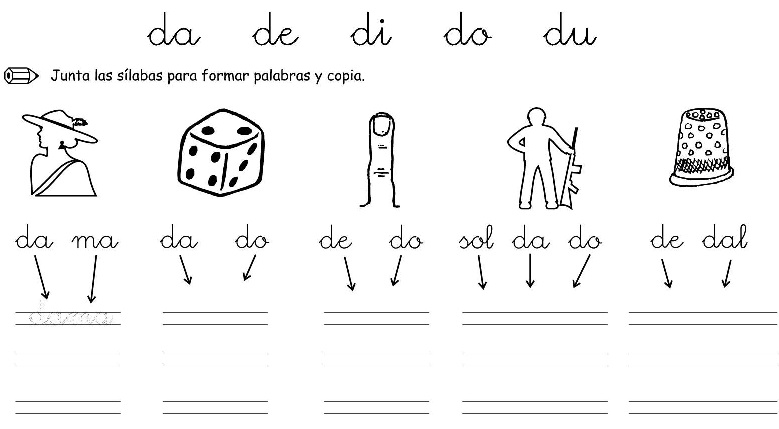 da de di do du
Junta las sílabas para formar palabras y copia.
da ma da do de do sol da do de dal
dama